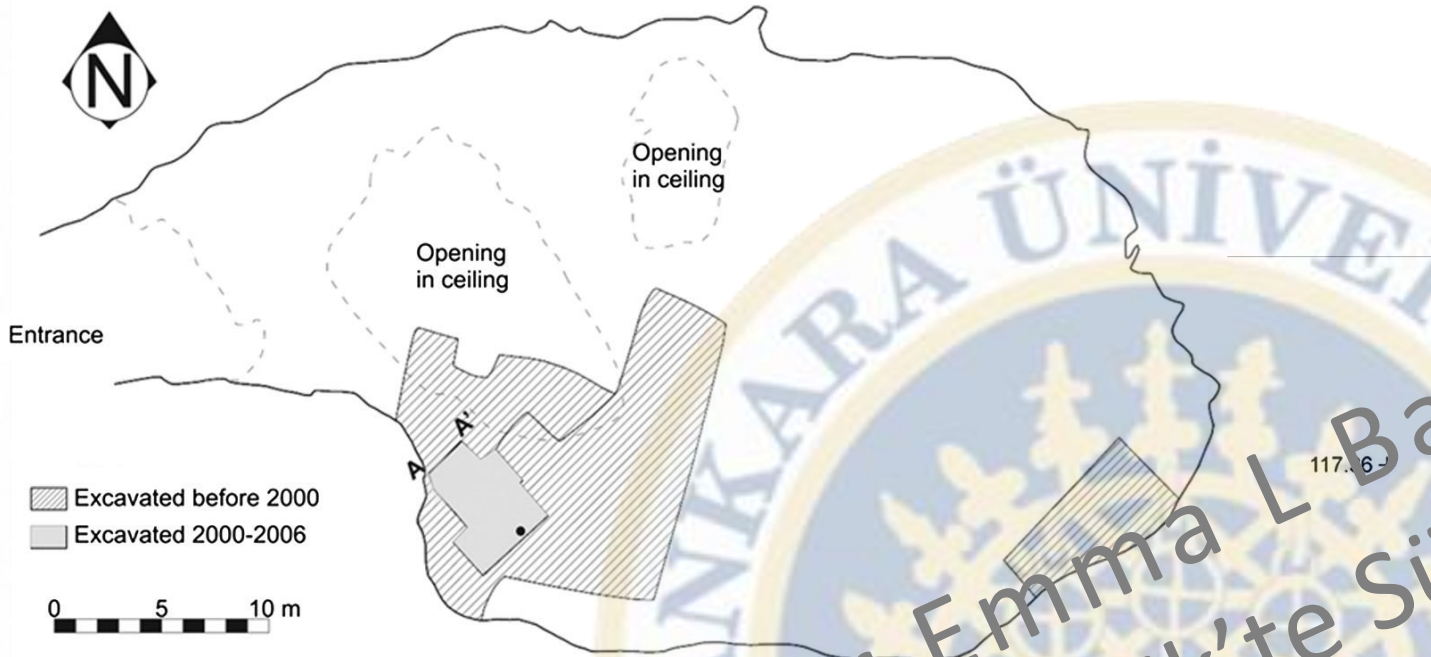 N
Opening
in ceiling
Opening
in ceiling
Entrance
A'
A
Excavated before 2000
Excavated 2000-2006
0 5 10 m
ANKARA ÜNİVE
Emma L Ba